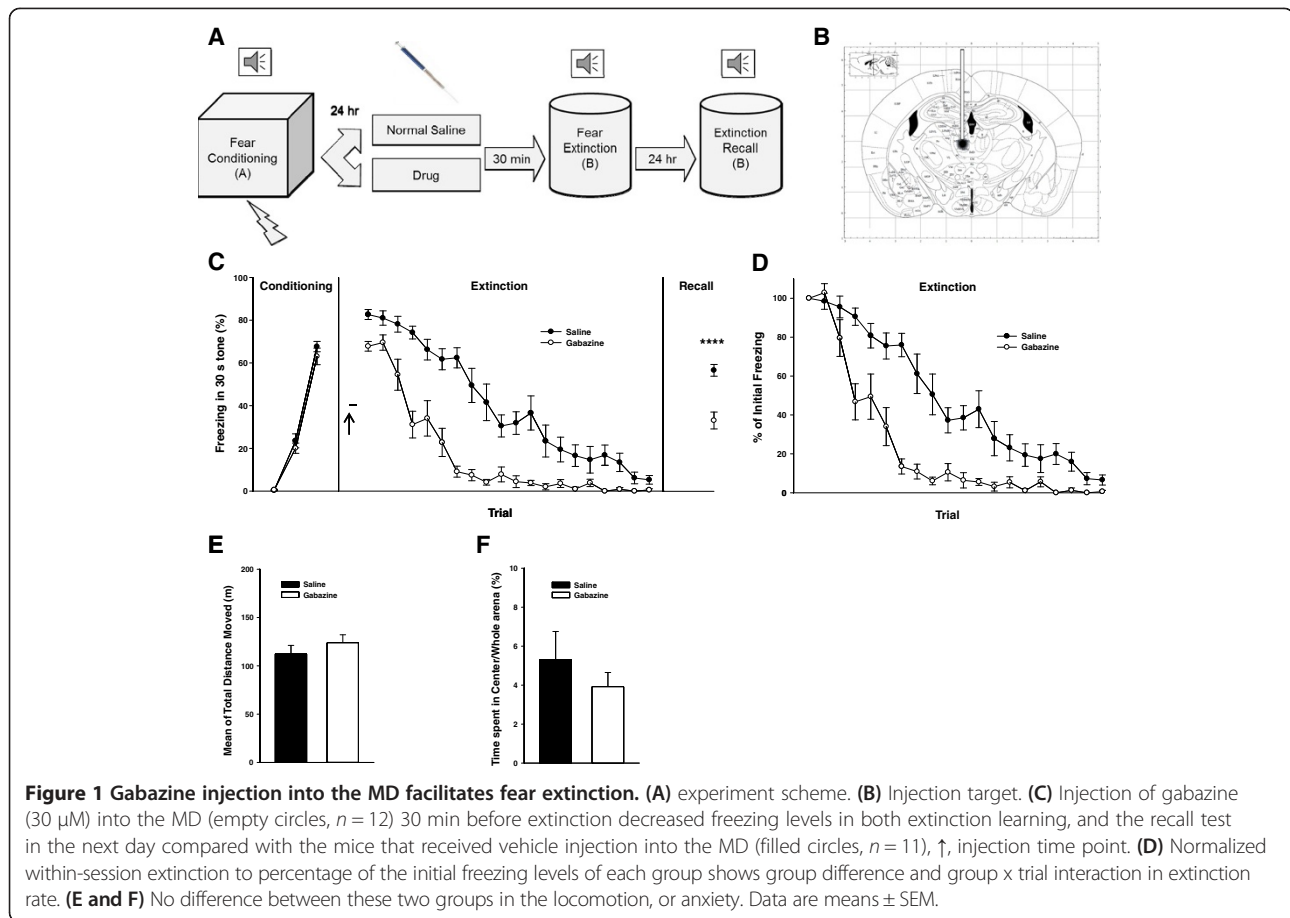 A
B
24 hr
Normal Saline
Drug
Fear
Conditioning
(A)
30 min
Fear
Extinction
(B)
24 hr
Extinction
Recall
(B)
C
D
Freezing in 30 s tone (%)
100
80
60
40
20
0
Conditioning
Extinction
Recall
Saline
Gabazine
****
Trial
% of Initial Freezing
100
80
60
40
20
0
Extinction
Saline
Gabazine
Trial
E
F
Mean of Total Distance Moved (m)
200
150
100
50
0
Saline
Gabazine
Time spent in Center/Whole arena (%)
10
8
6
4
2
0
Saline
Gabazine
Figure 1 Gabazine injection into the MD facilitates fear extinction. (A) experiment scheme. (B) Injection target. (C) Injection of gabazine
(30 μM) into the MD (empty circles, n = 12) 30 min before extinction decreased freezing levels in both extinction learning, and the recall test
in the next day compared with the mice that received vehicle injection into the MD (filled circles, n = 11), ↑, injection time point. (D) Normalized
within-session extinction to percentage of the initial freezing levels of each group shows group difference and group x trial interaction in extinction
rate. (E and F) No difference between these two groups in the locomotion, or anxiety. Data are means ± SEM.